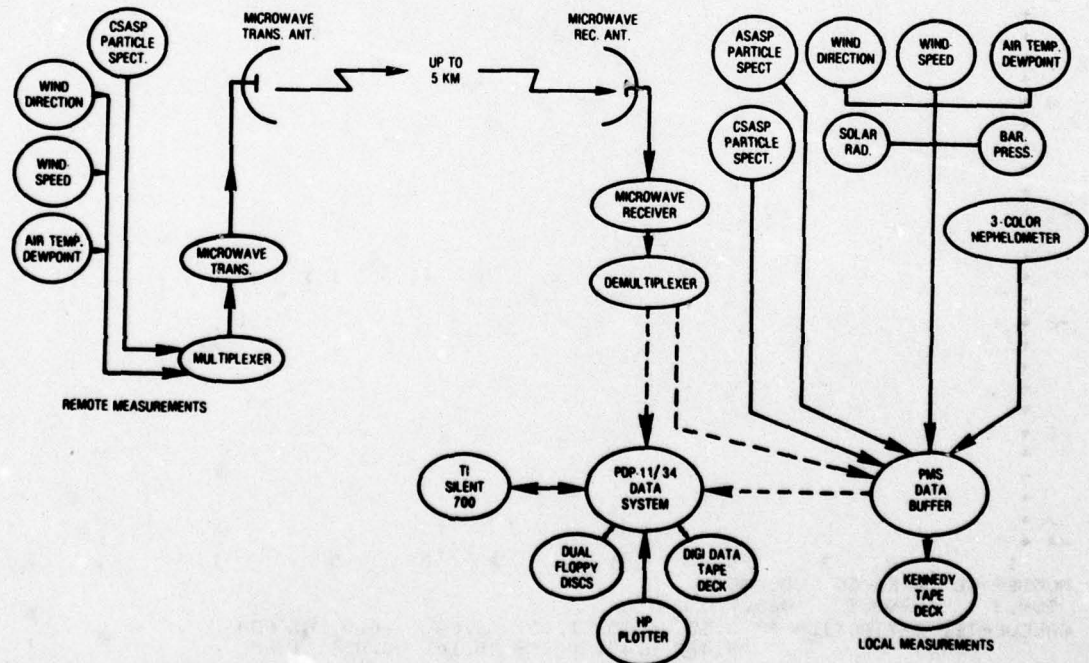 CSASP
PARTICLE
SPECT.
WIND
DIRECTION
WIND-
SPEED
AIR TEMP.
DEWPOINT
MICROWAVE
TRANS.
MULTIPLEXER
REMOTE MEASUREMENTS
MICROWAVE
TRANS. ANT.
UP TO
5 KM
MICROWAVE
REC. ANT.
MICROWAVE
RECEIVER
DEMULTIPLEXER
ASASP
PARTICLE
SPECT
WIND
DIRECTION
WIND-
SPEED
AIR TEMP.
DEWPOINT
CSASP
PARTICLE
SPECT.
SOLAR
RAD.
BAR.
PRESS.
3-COLOR
NEPHELOMETER
TI
SILENT
700
PDP-11/34
DATA
SYSTEM
PMS
DATA
BUFFER
DUAL
FLOPPY
DISCS
HP
PLOTTER
DIGI DATA
TAPE
DECK
KENNEDY
TAPE
DECK
LOCAL MEASUREMENTS